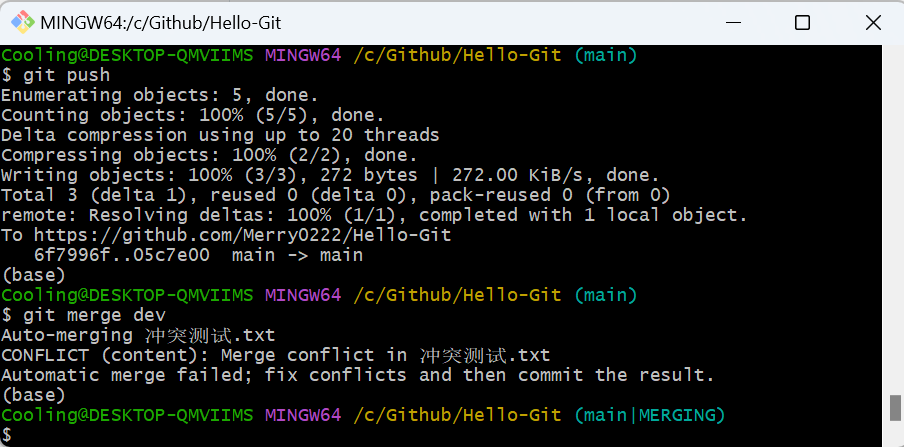 MINGW64:/c/Github/Hello-Git
Cooling@DESKTOP-QMVIIMS MINGW64 /c/Github/Hello-Git (main)
$ git push
Enumerating objects: 5, done.
Counting objects: 100% (5/5), done.
Delta compression using up to 20 threads
Compressing objects: 100% (2/2), done.
Writing objects: 100% (3/3), 272 bytes | 272.00 KiB/s, done.
Total 3 (delta 1), reused 0 (delta 0), pack-reused 0 (from 0)
remote: Resolving deltas: 100% (1/1), completed with 1 local object.
To https://github.com/Merry0222/Hello-Git
   6f7996f..05c7e00  main -> main
(base)
Cooling@DESKTOP-QMVIIMS MINGW64 /c/Github/Hello-Git (main)
$ git merge dev
Auto-merging 冲突测试.txt
CONFLICT (content): Merge conflict in 冲突测试.txt
Automatic merge failed; fix conflicts and then commit the result.
(base)
Cooling@DESKTOP-QMVIIMS MINGW64 /c/Github/Hello-Git (main|MERGING)
$